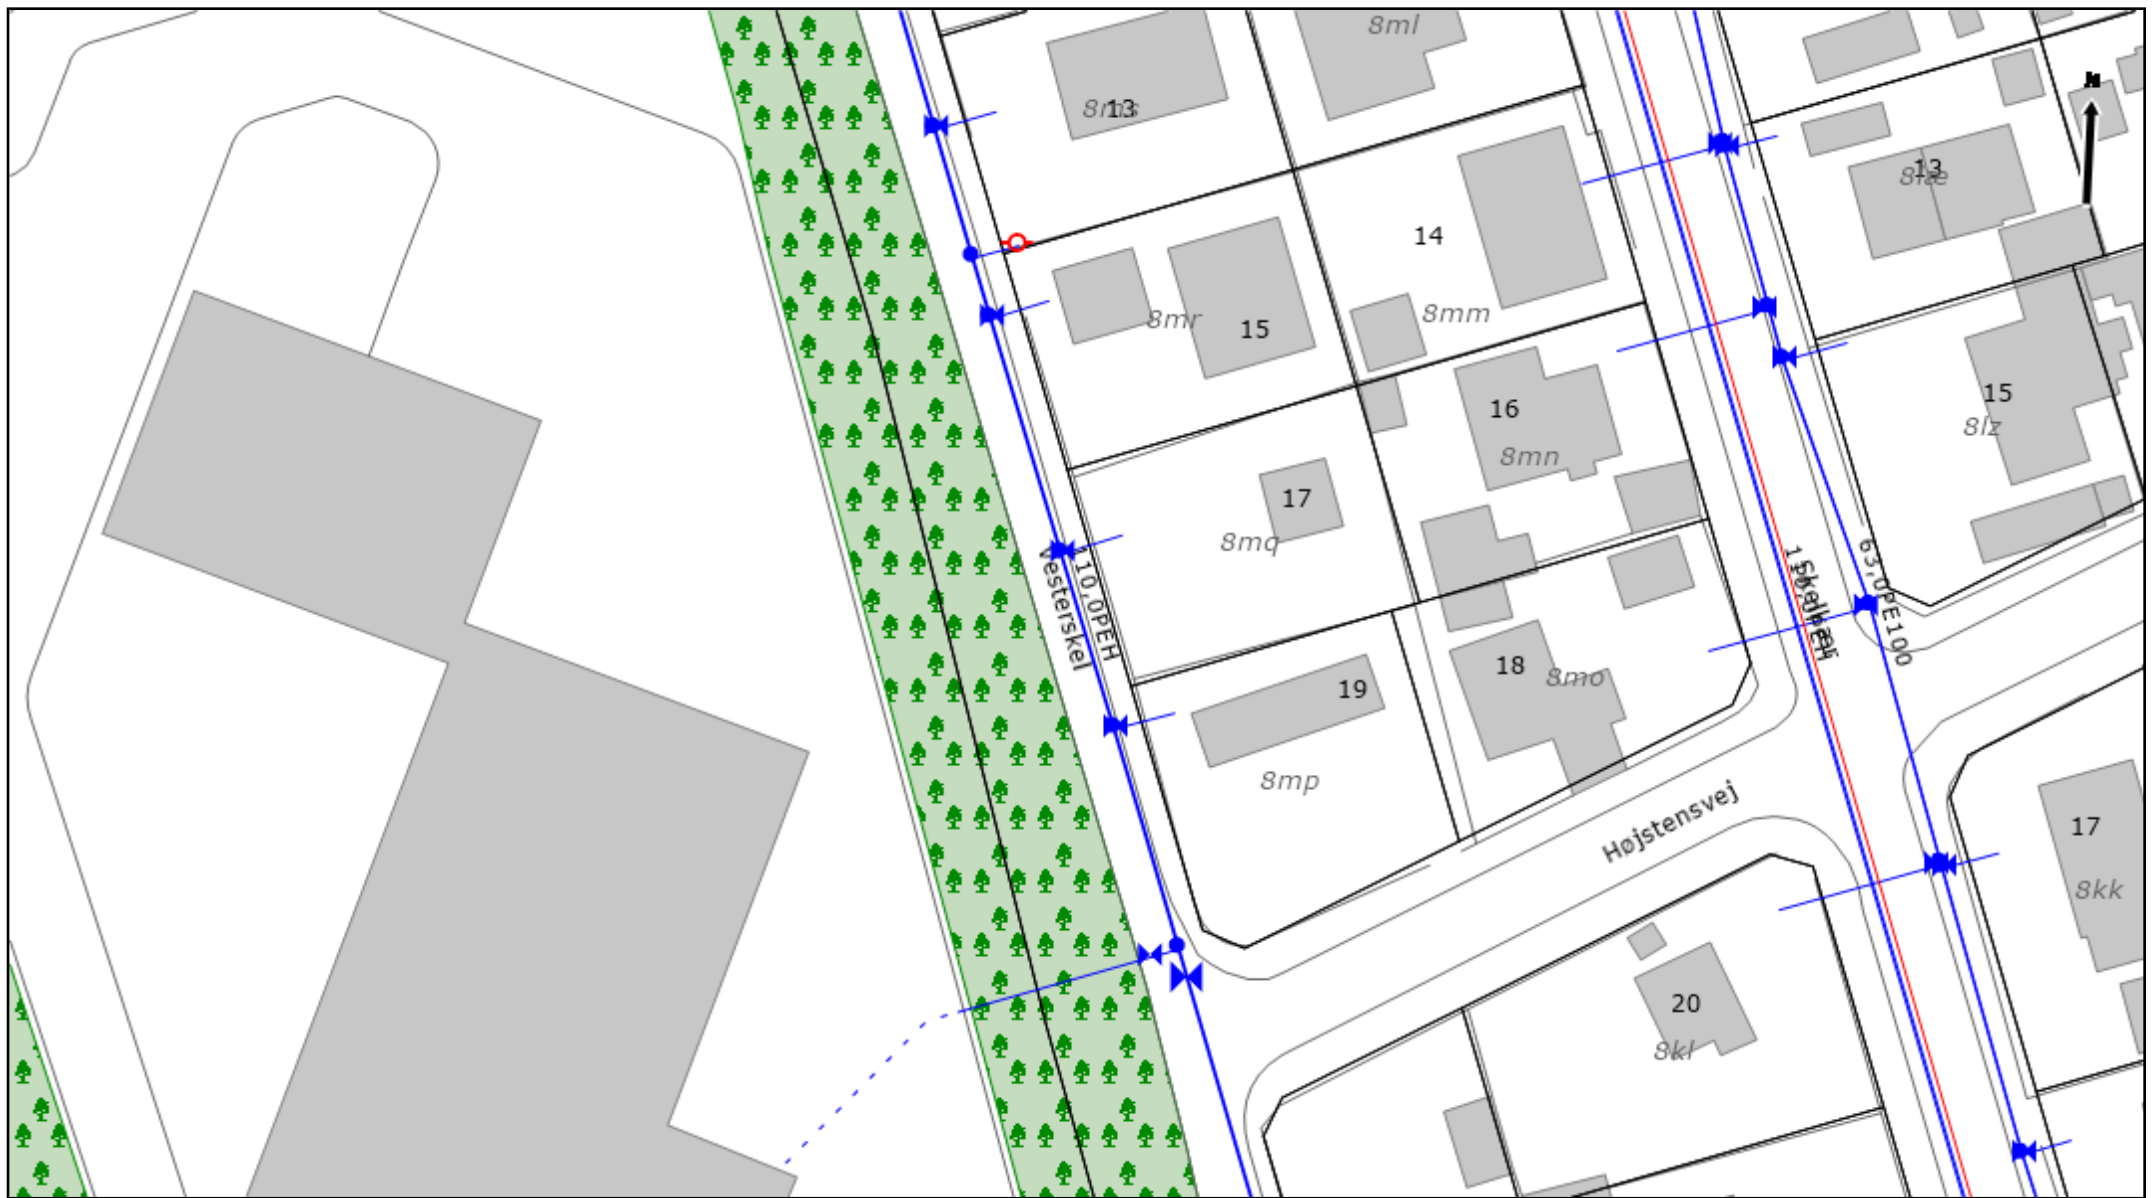 8ml
13
N
13
14
8mr
15
8mm
15
8lz
16
8mn
17
8mq
Vesterskel
110,0PEH
63,0PE100
18
8mo
19
8mp
Højstensvej
17
8kk
20
8kl